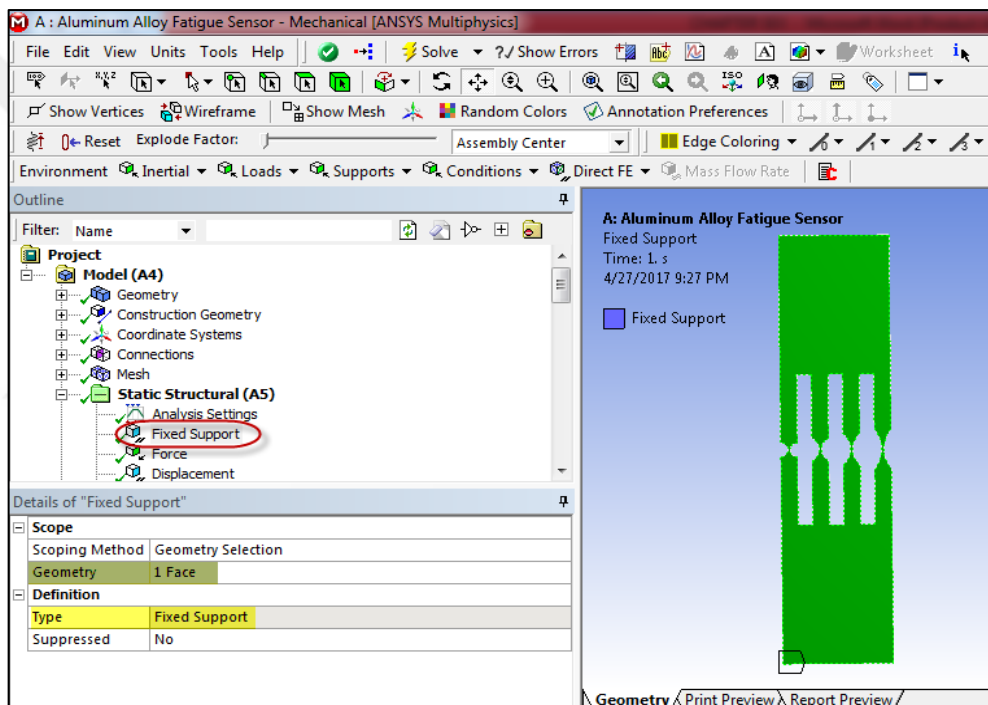 A : Aluminum Alloy Fatigue Sensor - Mechanical [ANSYS Multiphysics]
File Edit View Units Tools Help Solve ?/ Show Errors Abc A Worksheet
ISO
Show Vertices Wireframe Show Mesh Random Colors Annotation Preferences
Reset Explode Factor: Assembly Center Edge Coloring
Environment Inertial Loads Supports Conditions Direct FE Mass Flow Rate
Outline
Filter: Name
Project
Model (A4)
Geometry
Construction Geometry
Coordinate Systems
Connections
Mesh
Static Structural (A5)
Analysis Settings
Fixed Support
Force
Displacement
Details of "Fixed Support"
Scope
Scoping Method Geometry Selection
Geometry 1 Face
Definition
Type Fixed Support
Suppressed No
A: Aluminum Alloy Fatigue Sensor
Fixed Support
Time: 1. s
4/27/2017 9:27 PM
Fixed Support
Geometry Print Preview Report Preview